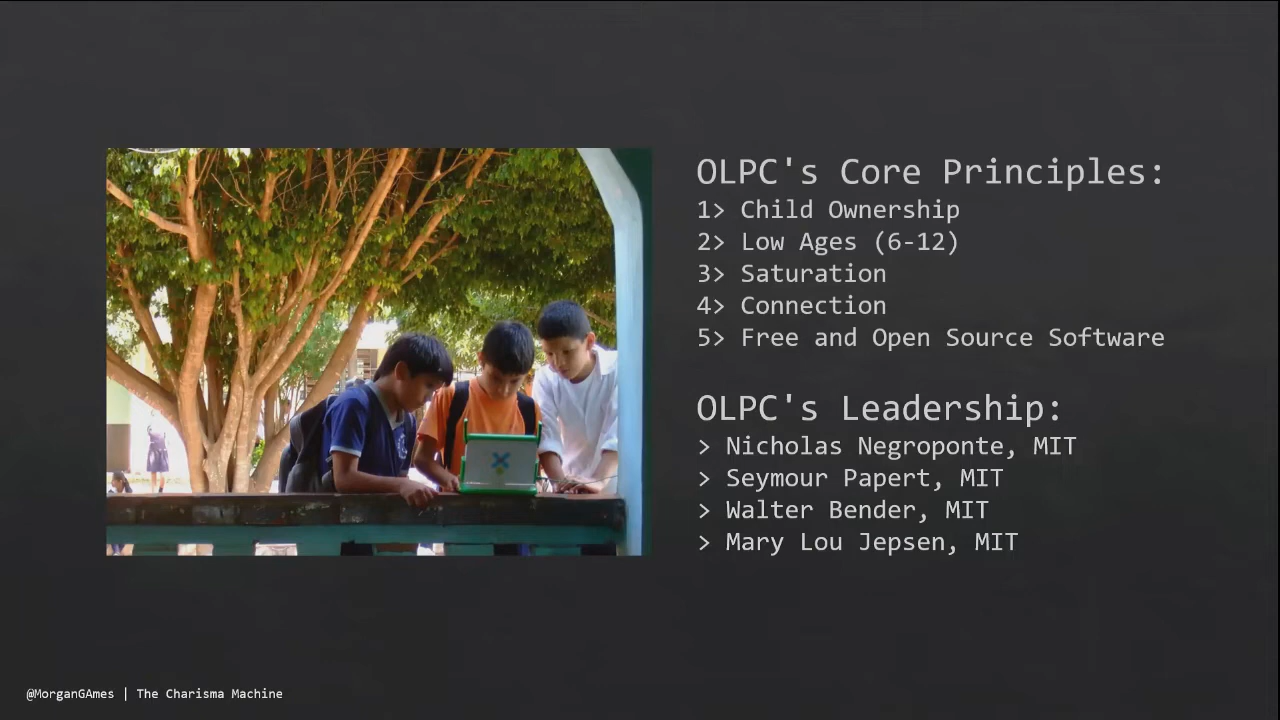 OLPC's Core Principles:
1> Child Ownership
2> Low Ages (6-12)
3> Saturation
4> Connection
5> Free and Open Source Software
OLPC's Leadership:
> Nicholas Negroponte, MIT
> Seymour Papert, MIT
> Walter Bender, MIT
> Mary Lou Jepsen, MIT
@MorganGAmes | The Charisma Machine